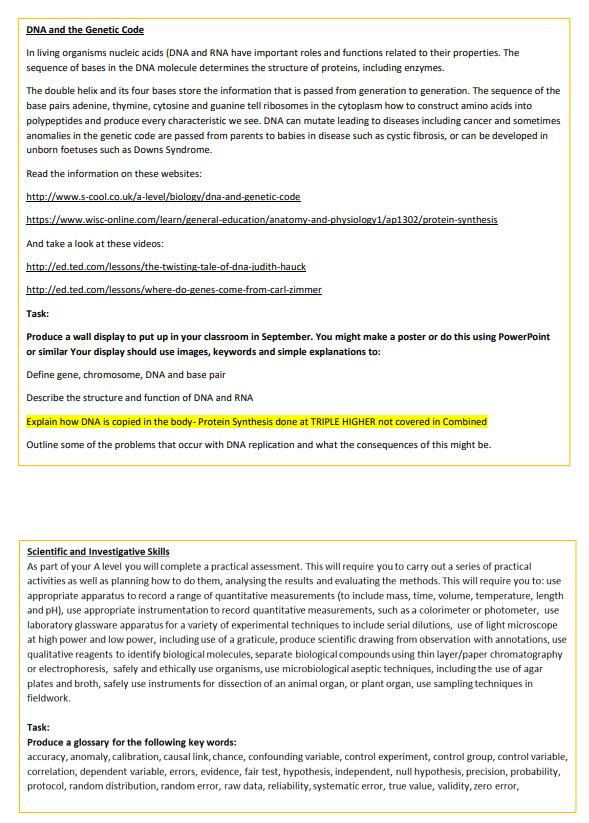 DNA and the Genetic Code
In living organisms nucleic acids (DNA and RNA have important roles and functions related to their properties. The
sequence of bases in the DNA molecule determines the structure of proteins, including enzymes.
The double helix and its four bases store the information that is passed from generation to generation. The sequence of the
base pairs adenine, thymine, cytosine and guanine tell ribosomes in the cytoplasm how to construct amino acids into
polypeptides and produce every characteristic we see. DNA can mutate leading to diseases including cancer and sometimes
anomalies in the genetic code are passed from parents to babies in disease such as cystic fibrosis, or can be developed in
unborn foetuses such as Downs Syndrome.
Read the information on these websites:
http://www.s-cool.co.uk/a-level/biology/dna-and-genetic-code
https://www.wisc-online.com/learn/general-education/anatomy-and-physiology1/ap1302/protein-synthesis
And take a look at these videos:
http://ed.ted.com/lessons/the-twisting-tale-of-dna-judith-hauck
http://ed.ted.com/lessons/where-do-genes-come-from-carl-zimmer
Task:
Produce a wall display to put up in your classroom in September. You might make a poster or do this using PowerPoint
or similar Your display should use images, keywords and simple explanations to:
Define gene, chromosome, DNA and base pair
Describe the structure and function of DNA and RNA
Explain how DNA is copied in the body- Protein Synthesis done at TRIPLE HIGHER not covered in Combined
Outline some of the problems that occur with DNA replication and what the consequences of this might be.
Scientific and Investigative Skills
As part of your A level you will complete a practical assessment. This will require you to carry out a series of practical
activities as well as planning how to do them, analysing the results and evaluating the methods. This will require you to: use
appropriate apparatus to record a range of quantitative measurements (to include mass, time, volume, temperature, length
and pH), use appropriate instrumentation to record quantitative measurements, such as a colorimeter or photometer, use
laboratory glassware apparatus for a variety of experimental techniques to include serial dilutions, use of light microscope
at high power and low power, including use of a graticule, produce scientific drawing from observation with annotations, use
qualitative reagents to identify biological molecules, separate biological compounds using thin layer/paper chromatography
or electrophoresis, safely and ethically use organisms, use microbiological aseptic techniques, including the use of agar
plates and broth, safely use instruments for dissection of an animal organ, or plant organ, use sampling techniques in
fieldwork.
Task:
Produce a glossary for the following key words:
accuracy, anomaly, calibration, causal link, chance, confounding variable, control experiment, control group, control variable,
correlation, dependent variable, errors, evidence, fair test, hypothesis, independent, null hypothesis, precision, probability,
protocol, random distribution, random error, raw data, reliability, systematic error, true value, validity, zero error,